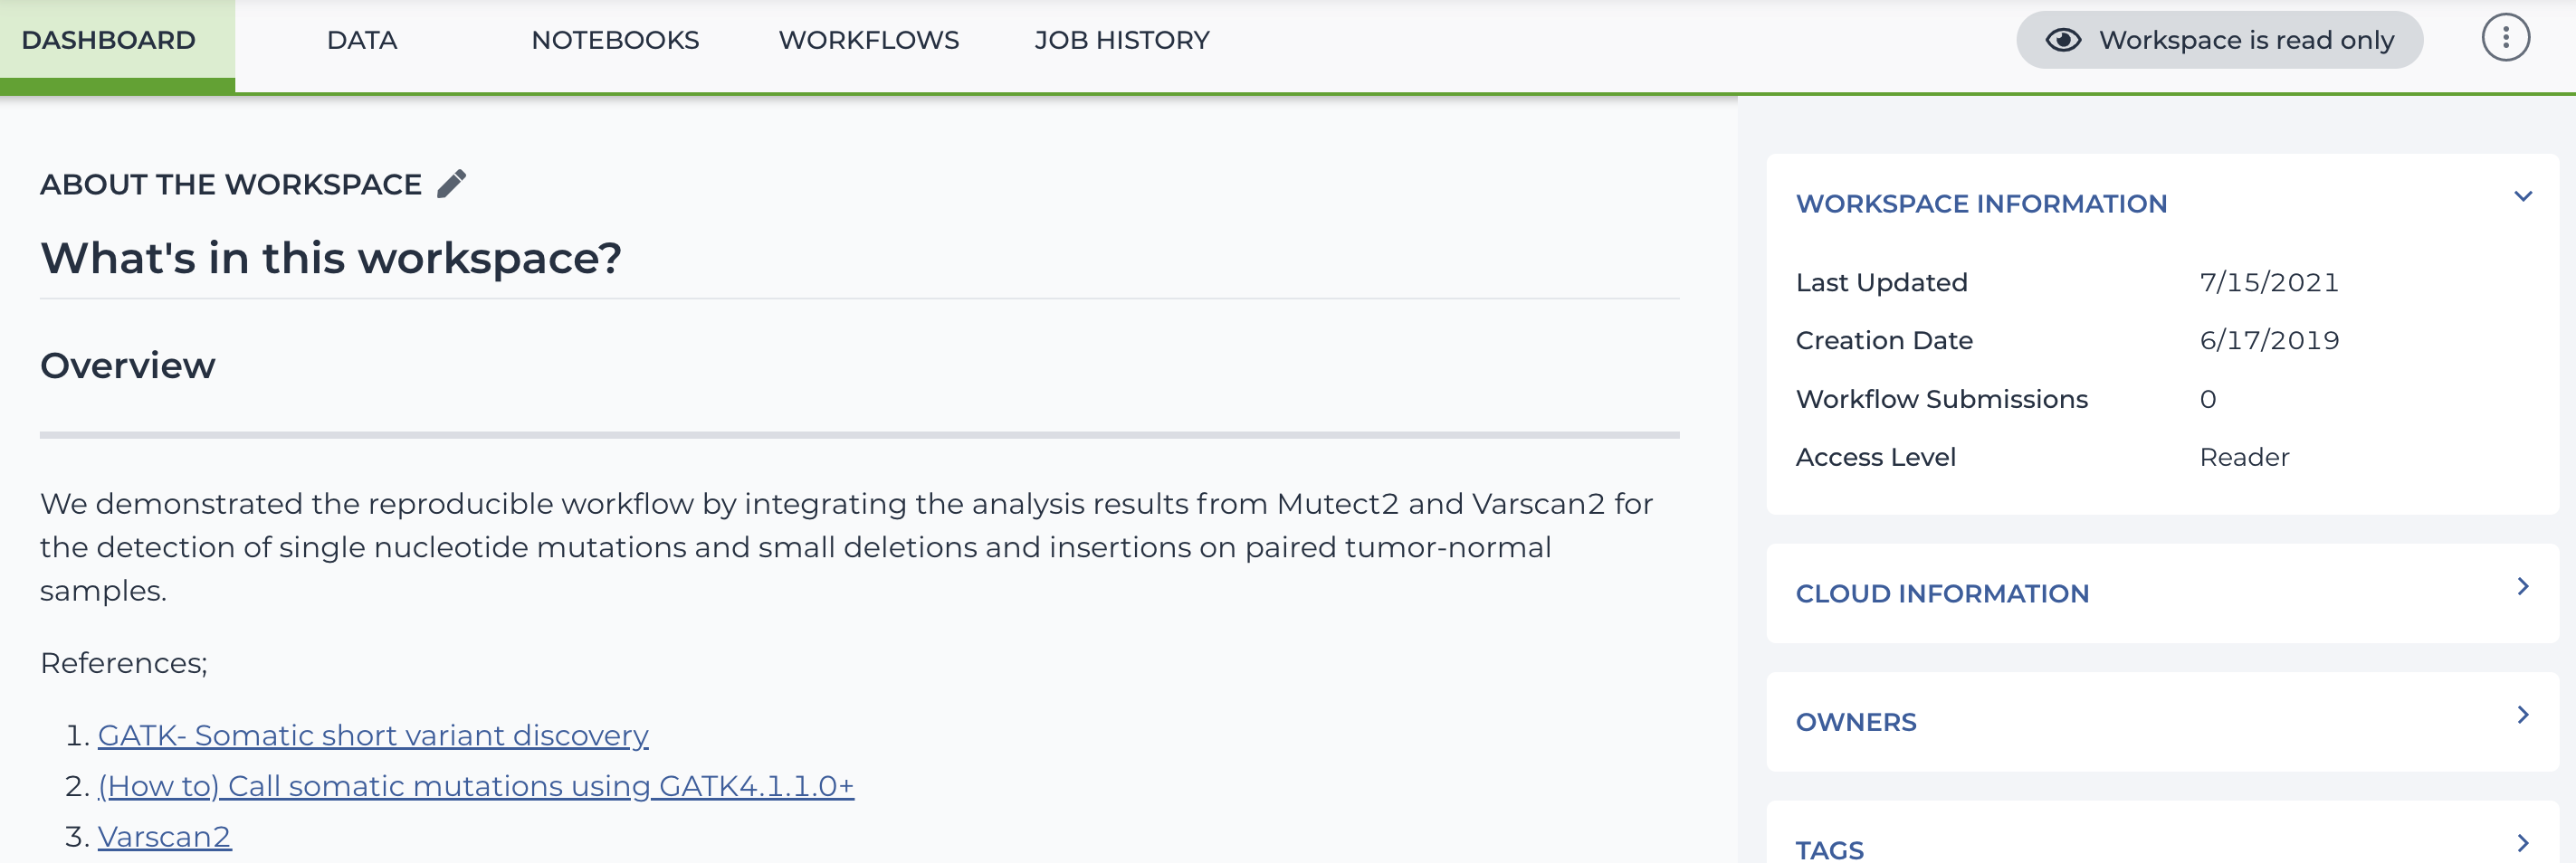 DASHBOARD
DATA
NOTEBOOKS
WORKFLOWS
JOB HISTORY
Workspace is read only
ABOUT THE WORKSPACE
What's in this workspace?
Overview
We demonstrated the reproducible workflow by integrating the analysis results from Mutect2 and Varscan2 for
the detection of single nucleotide mutations and small deletions and insertions on paired tumor-normal
samples.
References;
1. GATK- Somatic short variant discovery
2. (How to) Call somatic mutations using GATK4.1.1.0+
3. Varscan2
WORKSPACE INFORMATION
Last Updated 7/15/2021
Creation Date 6/17/2019
Workflow Submissions 0
Access Level Reader
CLOUD INFORMATION
OWNERS
TAGS